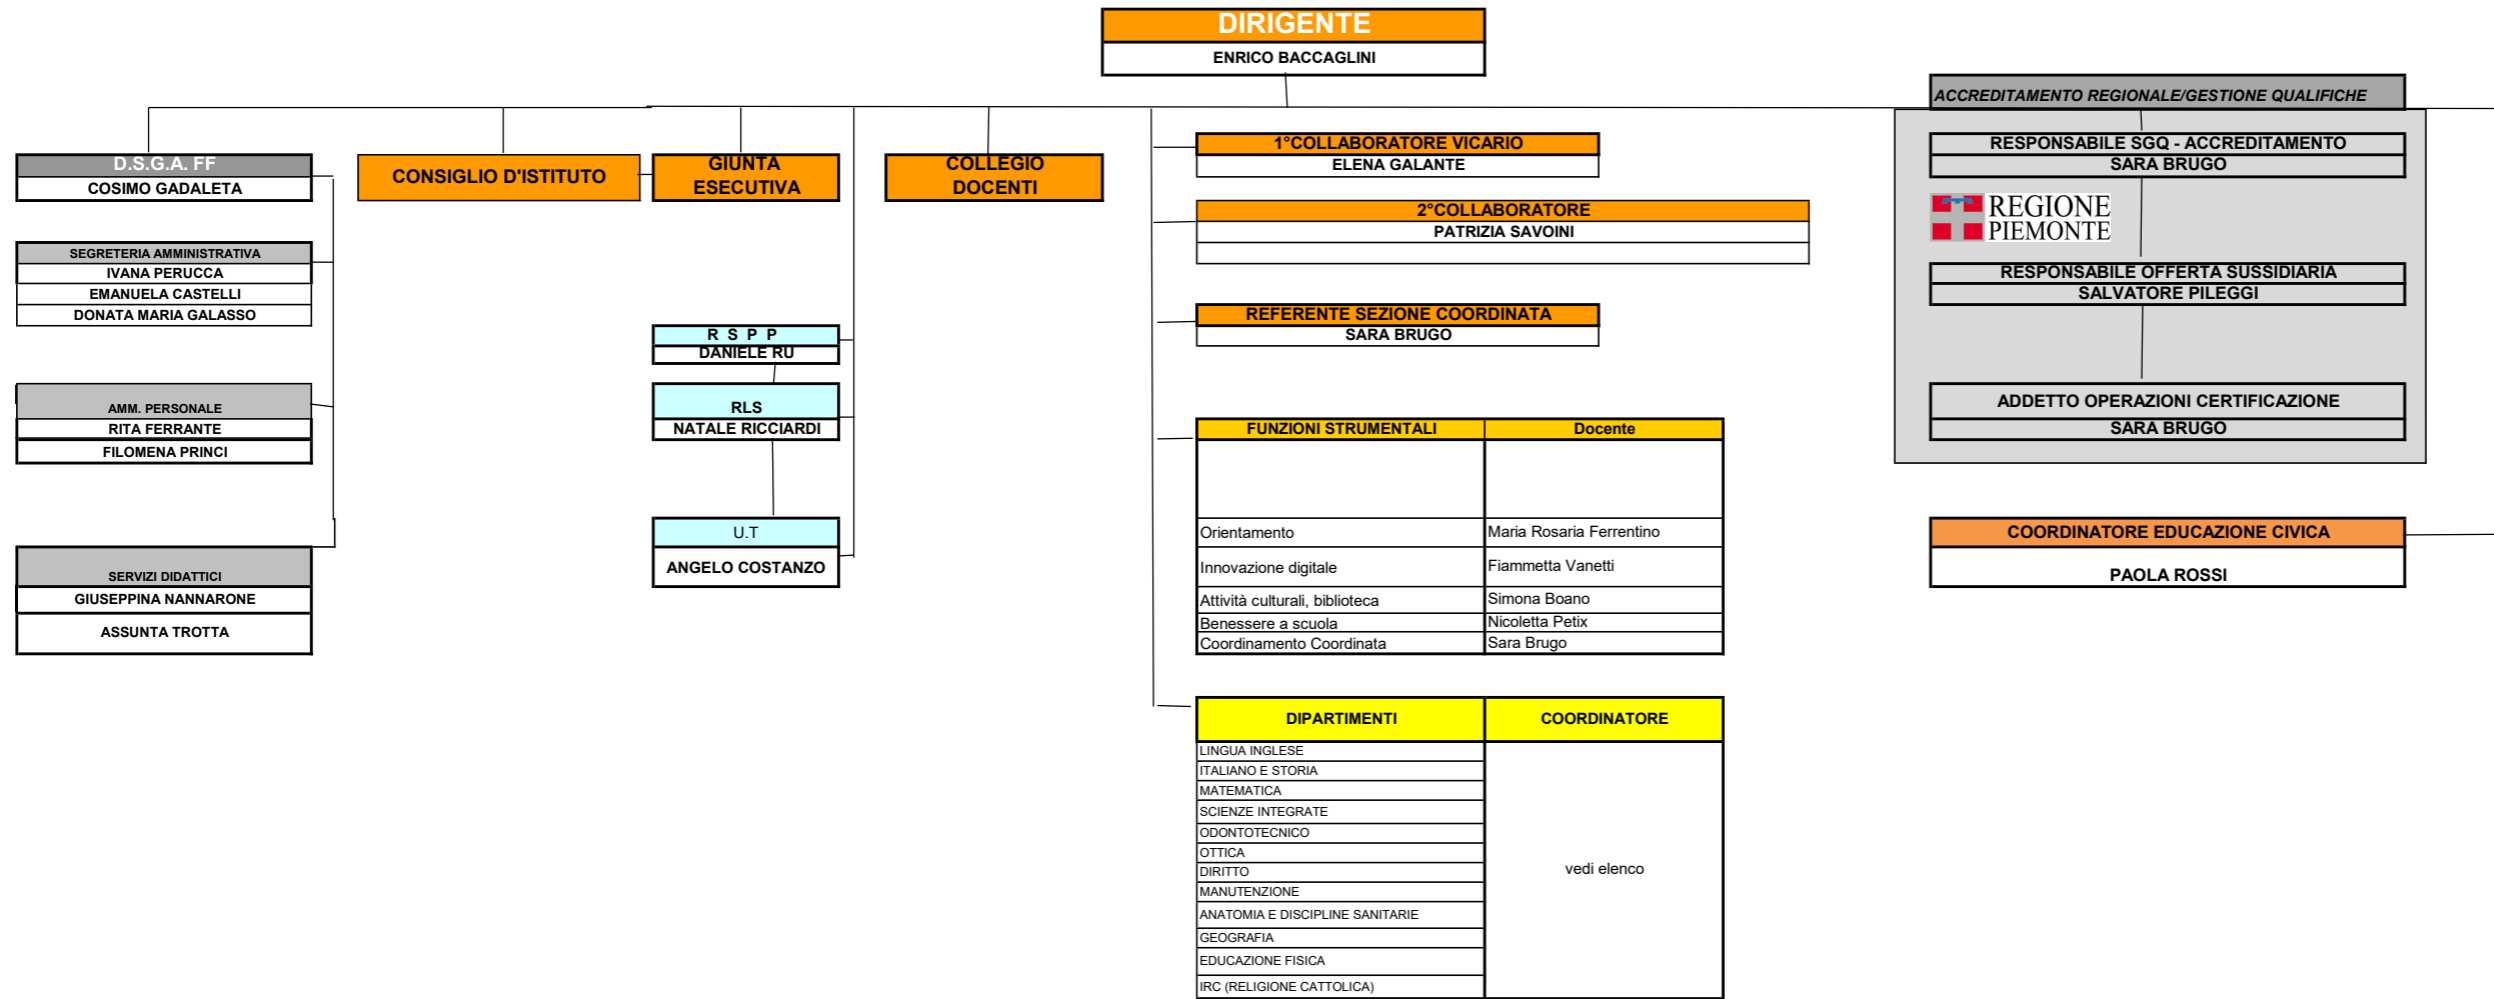 DIRIGENTE
ENRICO BACCAGLINI
D.S.G.A. FF
COSIMO GADALETA
SEGRETERIA AMMINISTRATIVA
IVANA PERUCCA
EMANUELA CASTELLI
DONATA MARIA GALASSO
AMM. PERSONALE
RITA FERRANTE
FILOMENA PRINCI
SERVIZI DIDATTICI
GIUSEPPINA NANNARONE
ASSUNTA TROTTA
CONSIGLIO D'ISTITUTO
GIUNTA
ESECUTIVA
R S P P
DANIELE RU
RLS
NATALE RICCIARDI
U.T
ANGELO COSTANZO
COLLEGIO
DOCENTI
1°COLLABORATORE VICARIO
ELENA GALANTE
2°COLLABORATORE
PATRIZIA SAVOINI
REFERENTE SEZIONE COORDINATA
SARA BRUGO
FUNZIONI STRUMENTALI Docente
Orientamento Maria Rosaria Ferrentino
Innovazione digitale Fiammetta Vanetti
Attività culturali, biblioteca Simona Boano
Benessere a scuola Nicoletta Petix
Coordinamento Coordinata Sara Brugo
DIPARTIMENTI COORDINATORE
LINGUA INGLESE
ITALIANO E STORIA
MATEMATICA
SCIENZE INTEGRATE
ODONTOTECNICO
OTTICA
DIRITTO vedi elenco
MANUTENZIONE
ANATOMIA E DISCIPLINE SANITARIE
GEOGRAFIA
EDUCAZIONE FISICA
IRC (RELIGIONE CATTOLICA)
ACCREDITAMENTO REGIONALE/GESTIONE QUALIFICHE
RESPONSABILE SGQ - ACCREDITAMENTO
SARA BRUGO
REGIONE
PIEMONTE
RESPONSABILE OFFERTA SUSSIDIARIA
SALVATORE PILEGGI
ADDETTO OPERAZIONI CERTIFICAZIONE
SARA BRUGO
COORDINATORE EDUCAZIONE CIVICA
PAOLA ROSSI